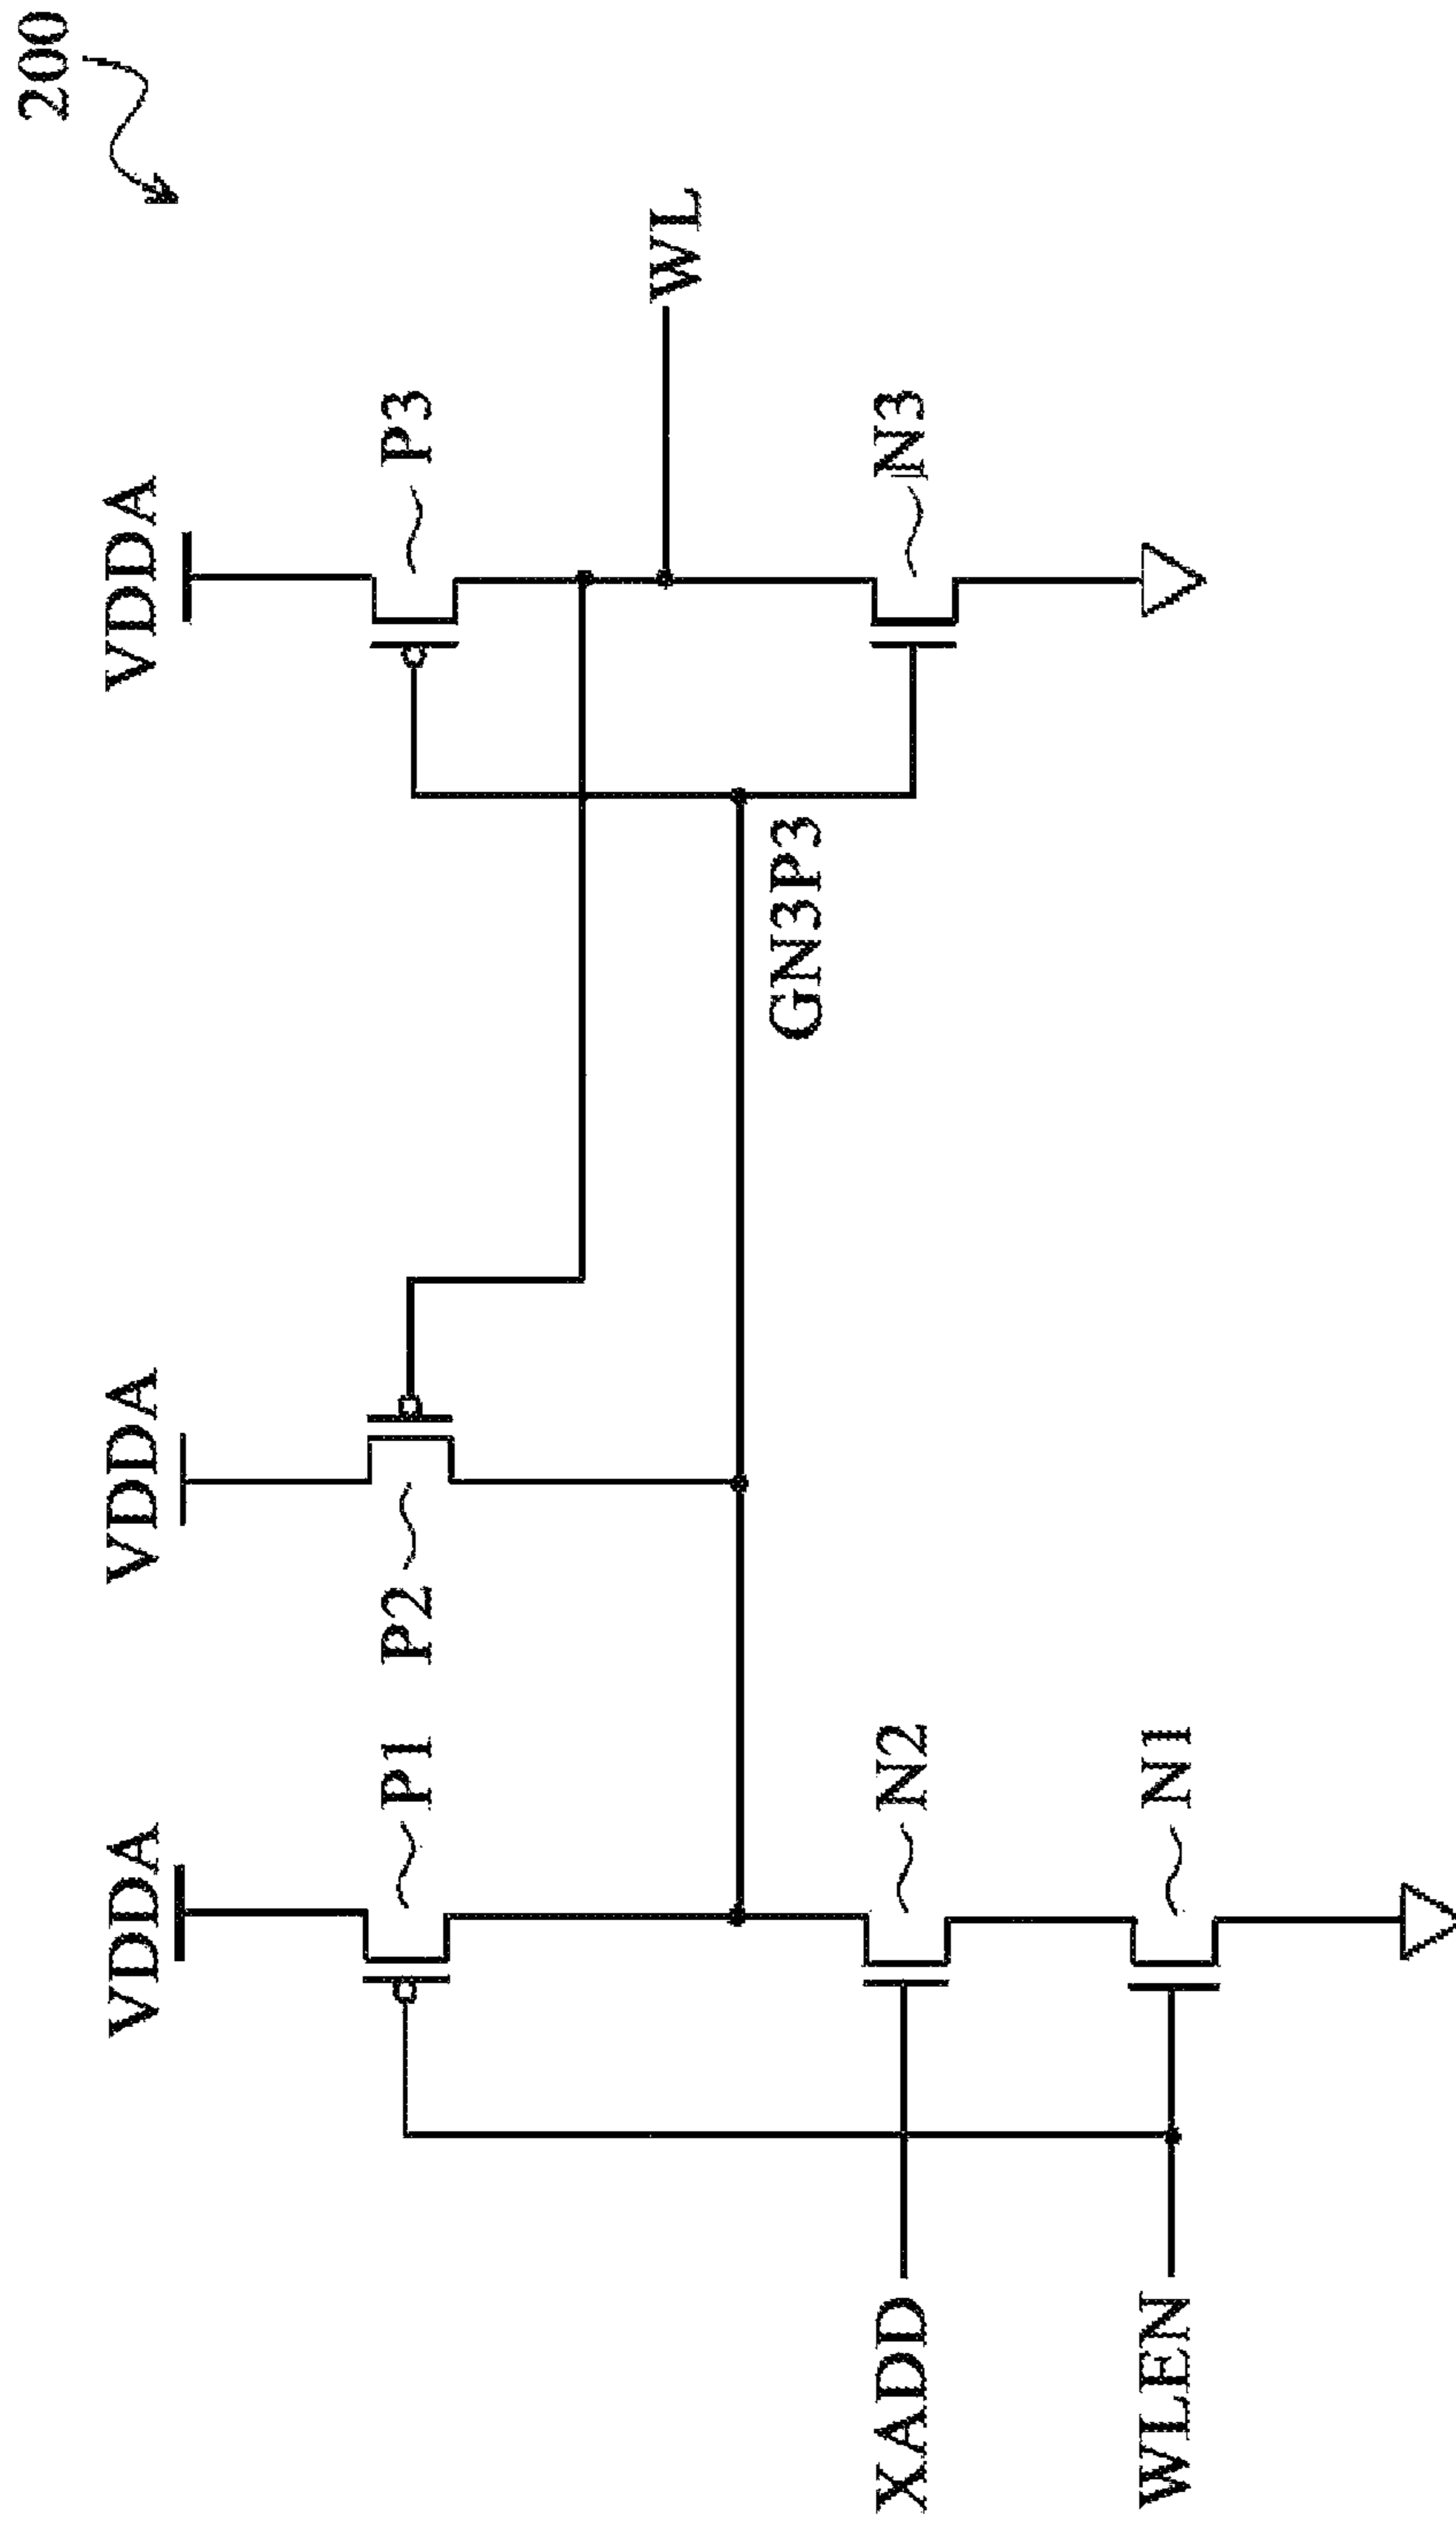 200
VDDA
VDDA
VDDA
P1
P2
P3
WL
GN3P3
XADD
N2
N3
WLEN
N1